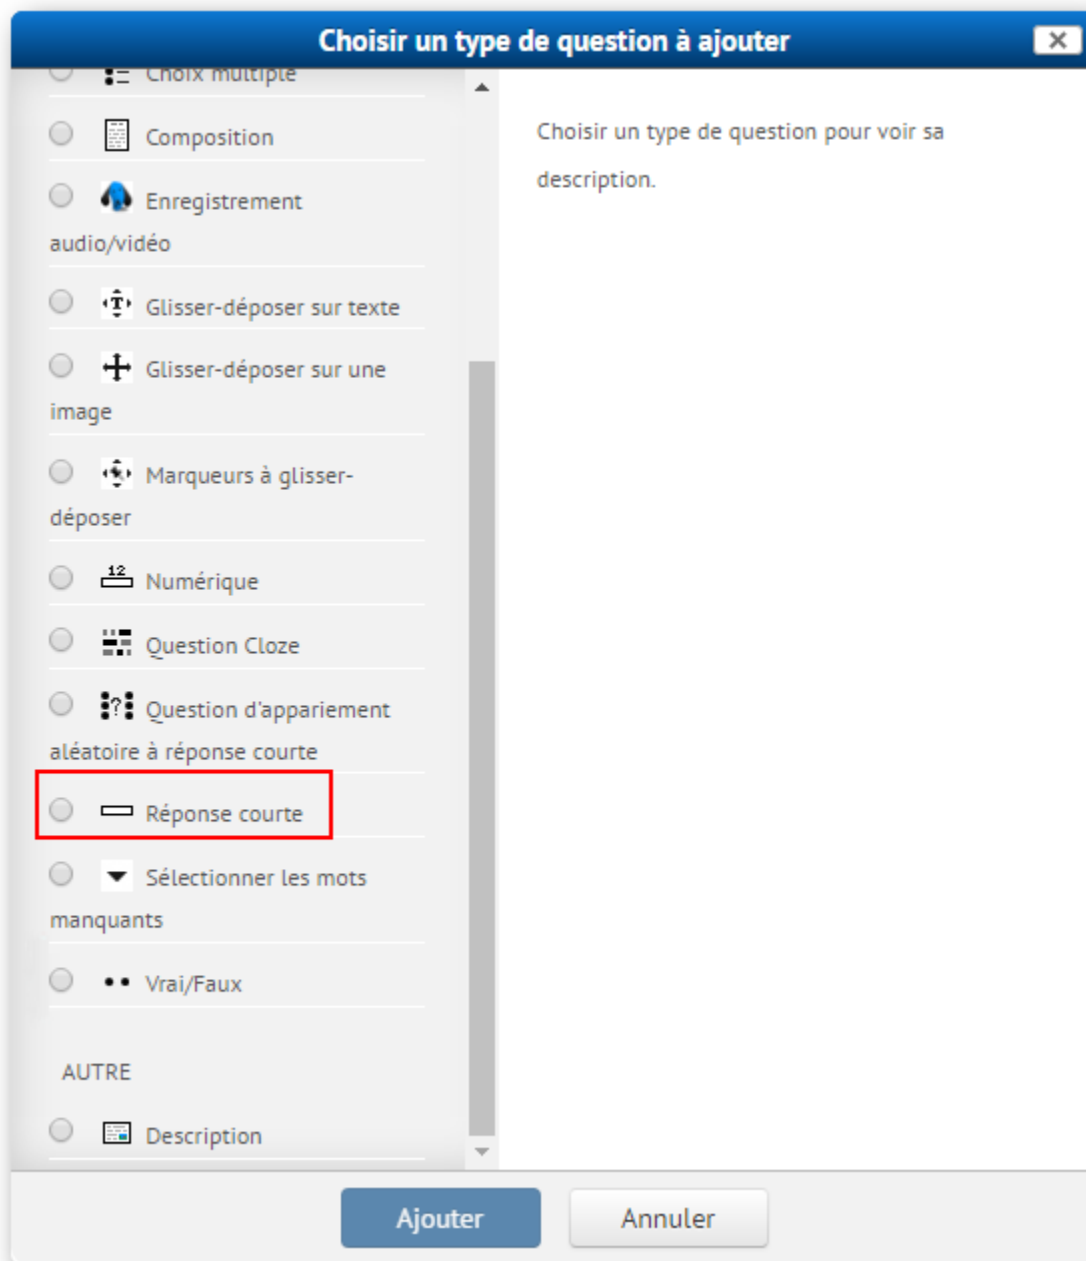 Choisir un type de question à ajouter
Choix multiple
Composition
Enregistrement
audio/vidéo
Glisser-déposer sur texte
Glisser-déposer sur une
image
Marqueurs à glisser-
déposer
12
Numérique
Question Cloze
Question d'appariement
aléatoire à réponse courte
Réponse courte
Sélectionner les mots
manquants
Vrai/Faux
AUTRE
Description
Choisir un type de question pour voir sa
description.
Ajouter
Annuler